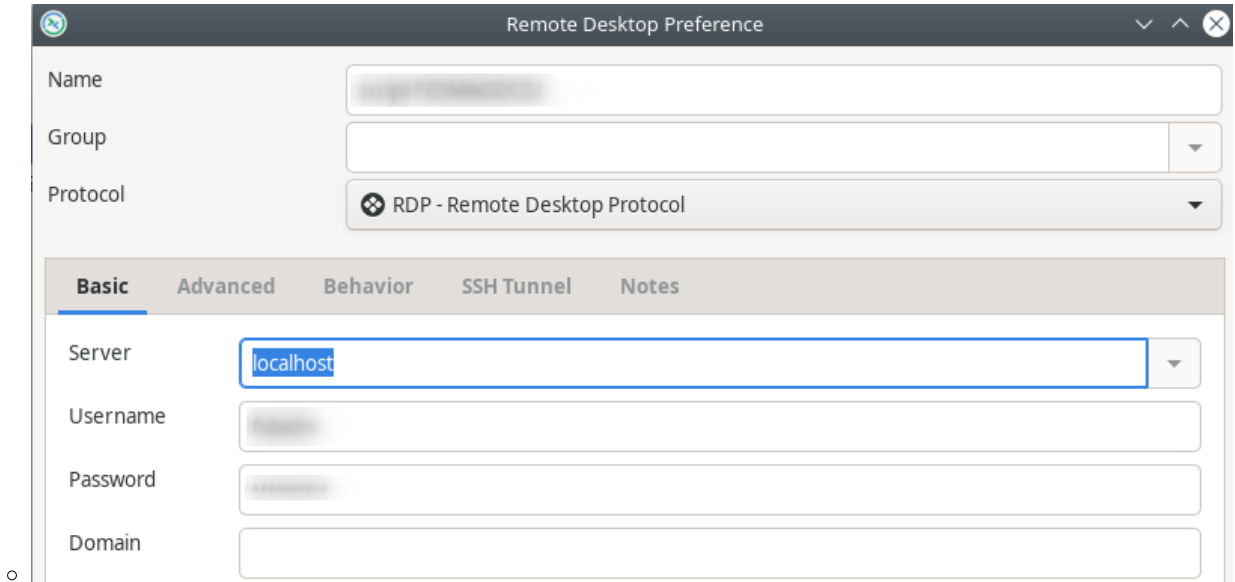 Remote Desktop Preference
Name
Group
Protocol
RDP - Remote Desktop Protocol
Basic Advanced Behavior SSH Tunnel Notes
Server
localhost
Username
Password
Domain